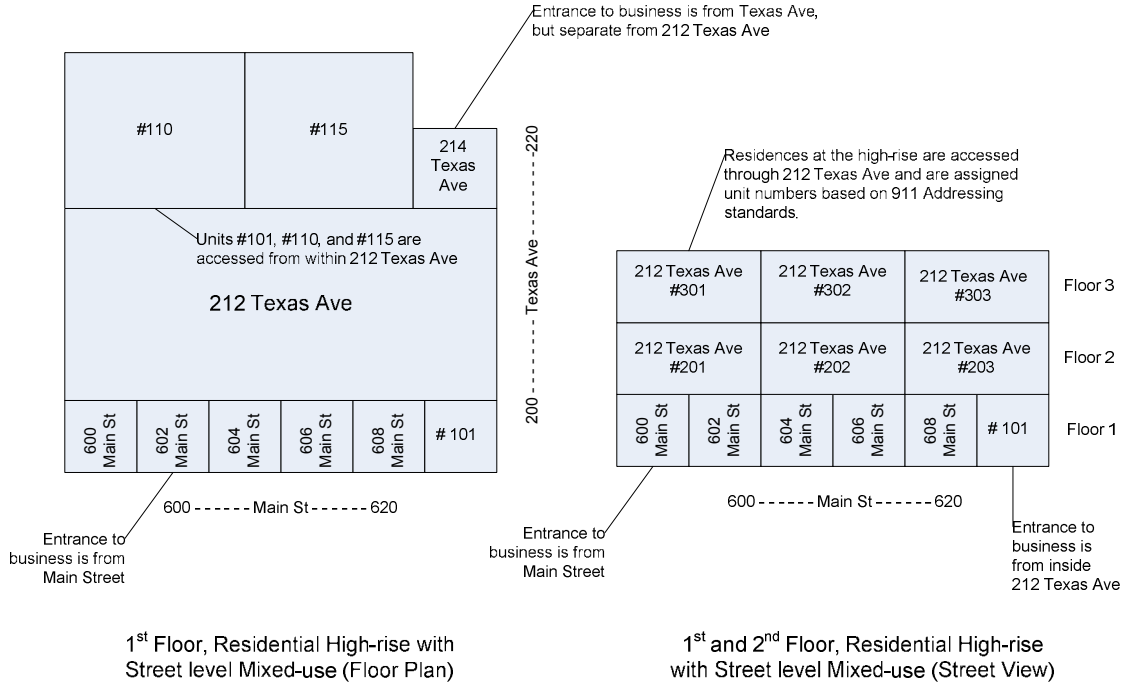 Entrance to business is from Texas Ave,
but separate from 212 Texas Ave
#110
#115
214
Texas
Ave
Units #101, #110, and #115 are
accessed from within 212 Texas Ave
212 Texas Ave
200 ---- Texas Ave -----220
600
Main St
602
Main St
604
Main St
606
Main St
608
Main St
# 101
600 ------Main St------620
Entrance to
business is from
Main Street
1st Floor, Residential High-rise with
Street level Mixed-use (Floor Plan)
Residences at the high-rise are accessed
through 212 Texas Ave and are assigned
unit numbers based on 911 Addressing
standards.
212 Texas Ave
#301
212 Texas Ave
#302
212 Texas Ave
#303
Floor 3
212 Texas Ave
#201
212 Texas Ave
#202
212 Texas Ave
#203
Floor 2
600
Main St
602
Main St
604
Main St
606
Main St
608
Main St
# 101
Floor 1
600 ------Main St------620
Entrance to
business is from
Main Street
Entrance to
business is
from inside
212 Texas Ave
1st and 2nd Floor, Residential High-rise
with Street level Mixed-use (Street View)